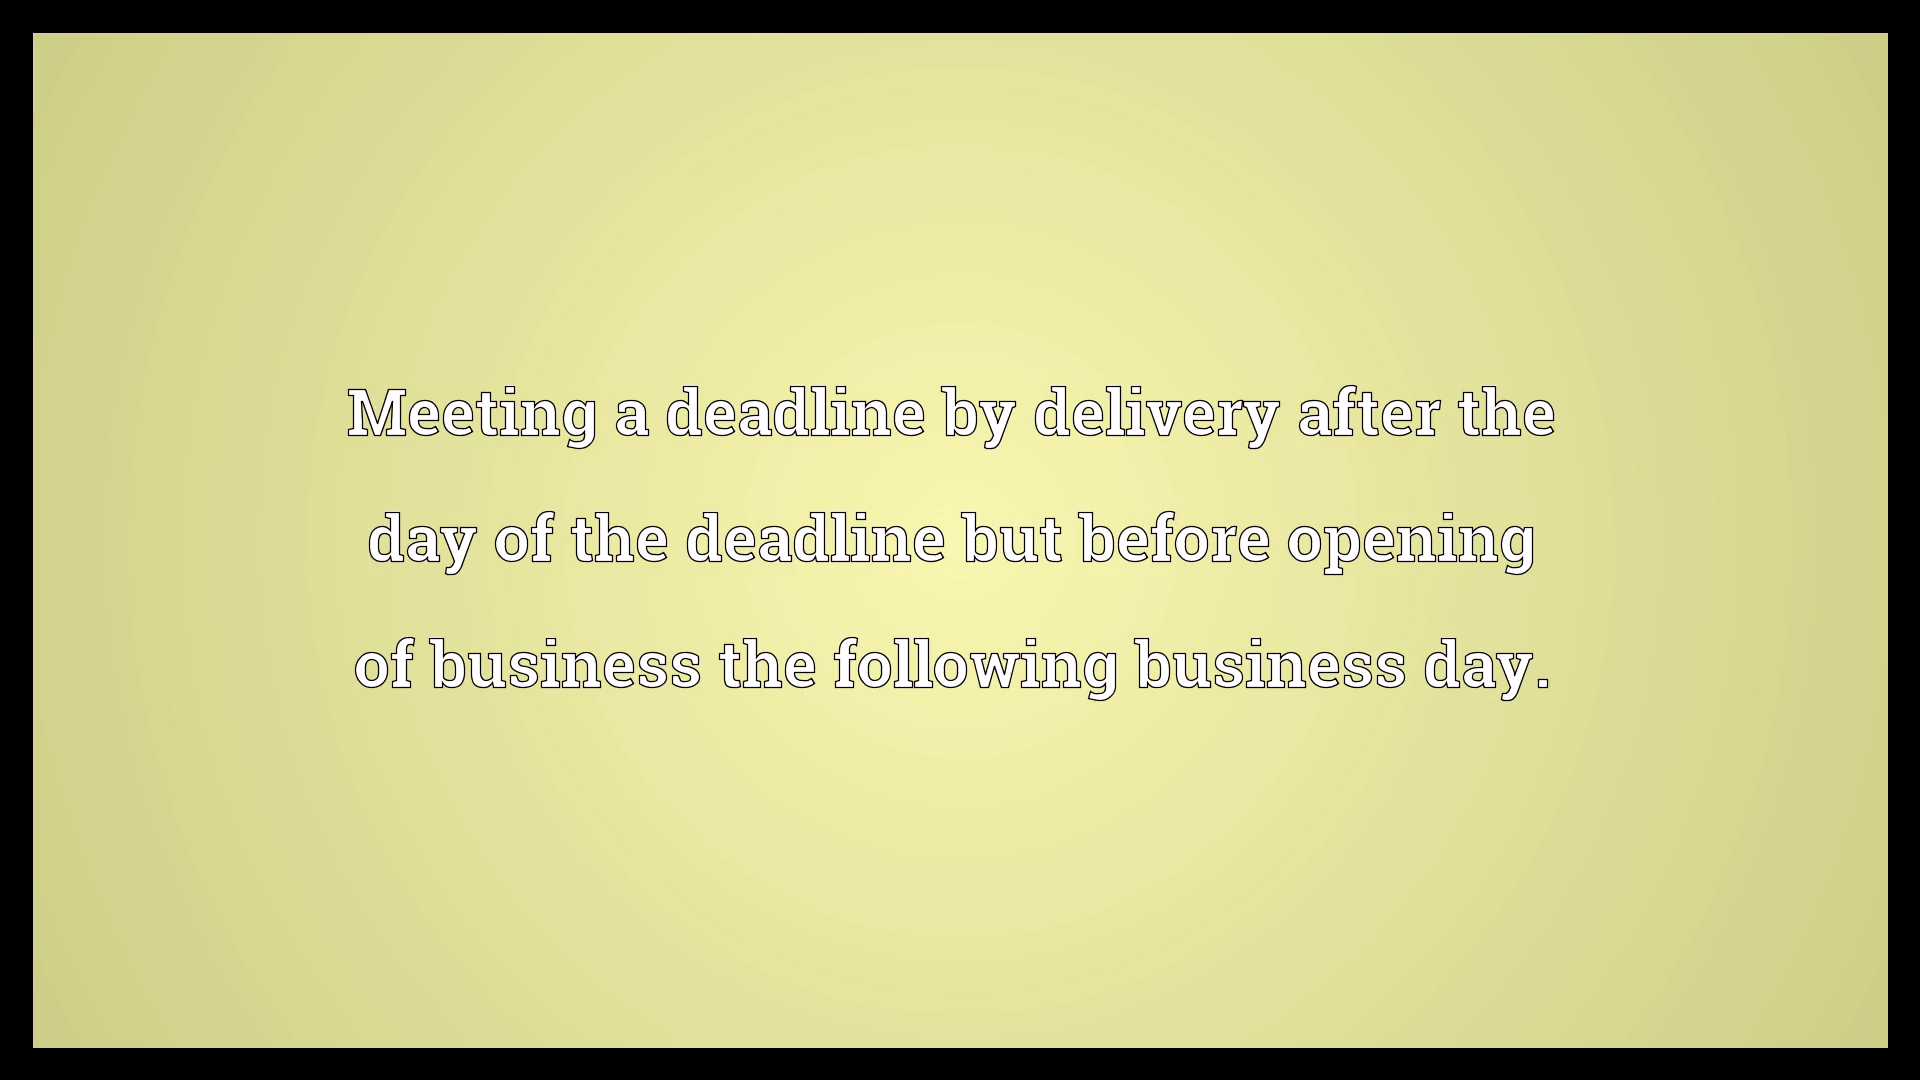 Meeting a deadline by delivery after the
day of the deadline but before opening
of business the following business day.